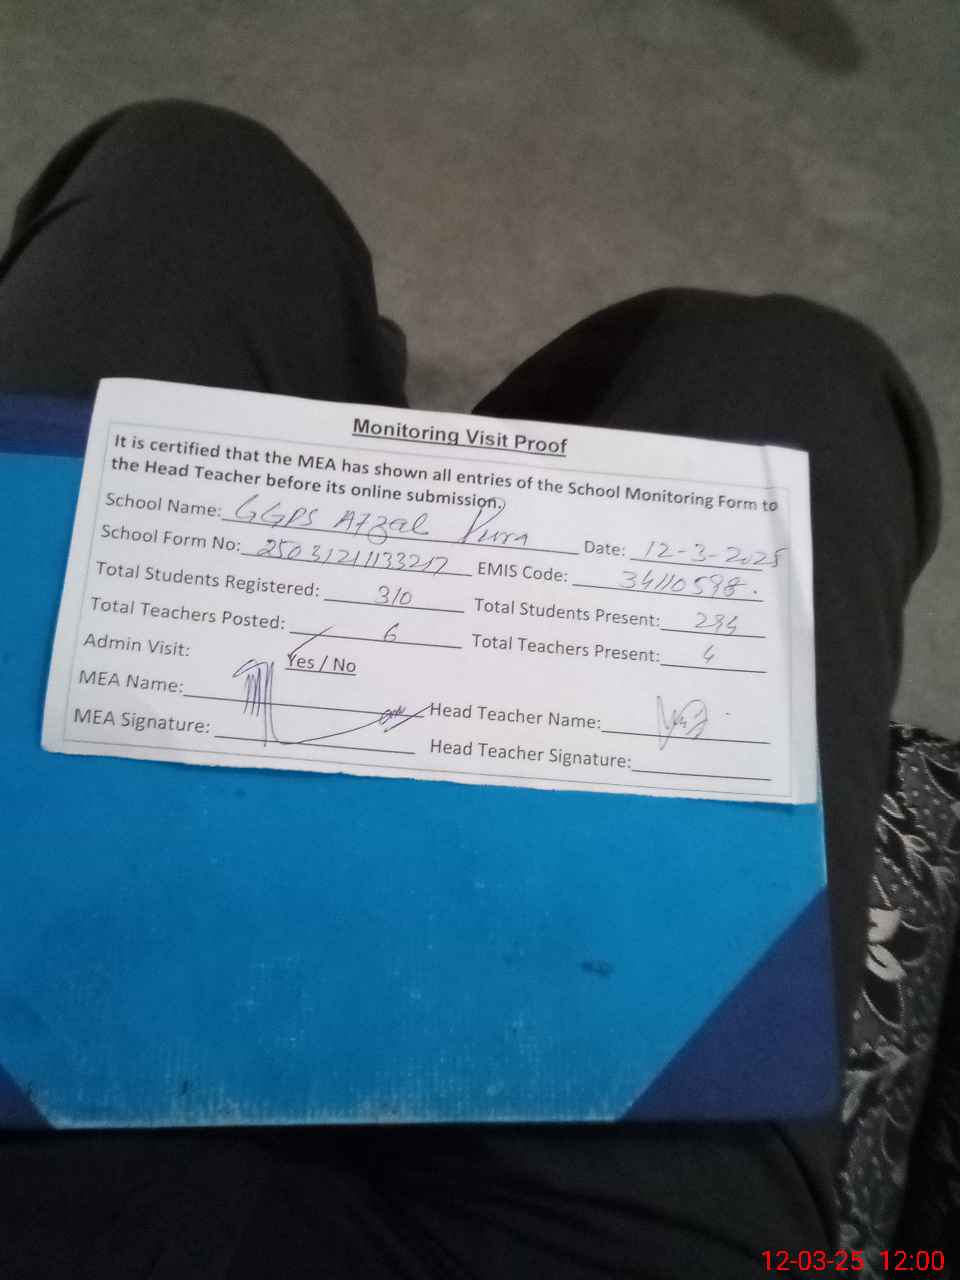 Monitoring Visit Proof
It is certified that the MEA has shown all entries of the School Monitoring Form to
the Head Teacher before its online submission.
School Name: GGPS Afzal Pura Date: 12-3-2025
School Form No: 25031211133217 EMIS Code: 34110598.
Total Students Registered: 310 Total Students Present: 294
Total Teachers Posted: 6 Total Teachers Present: 4
Admin Visit: Yes / No
MEA Name: Head Teacher Name:
MEA Signature: Head Teacher Signature:
12-03-25 12:00